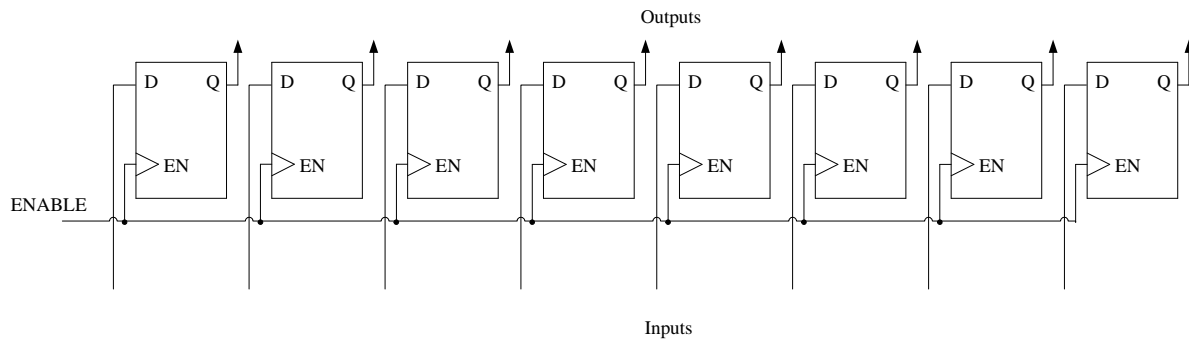 Outputs
D Q D Q D Q D Q D Q D Q D Q D Q
EN EN EN EN EN EN EN EN
ENABLE
Inputs